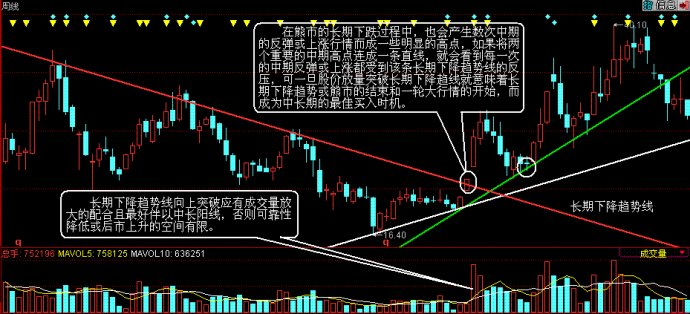 周线
信息
30.10
在熊市的长期下跌过程中，也会产生数次中期
的反弹或上涨行情而成一些明显的高点，如果将两
个重要的中期高点连成一条直线，就会看到每一次
的中期反弹或上涨都受到该条长期下降趋势线的反
压，可一旦股价放量突破长期下降趋势线就意味着长
期下降趋势或熊市的结束和一轮大行情的开始，而
成为中长期的最佳买入时机。
长期下降趋势线向上突破应有成交量放
大的配合且最好伴以中长阳线，否则可靠性
降低或后市上升的空间有限。
长期下降趋势线
16.40
q
q
总手: 752196 MAVOL5: 758125 MAVOL10: 636251
成交量